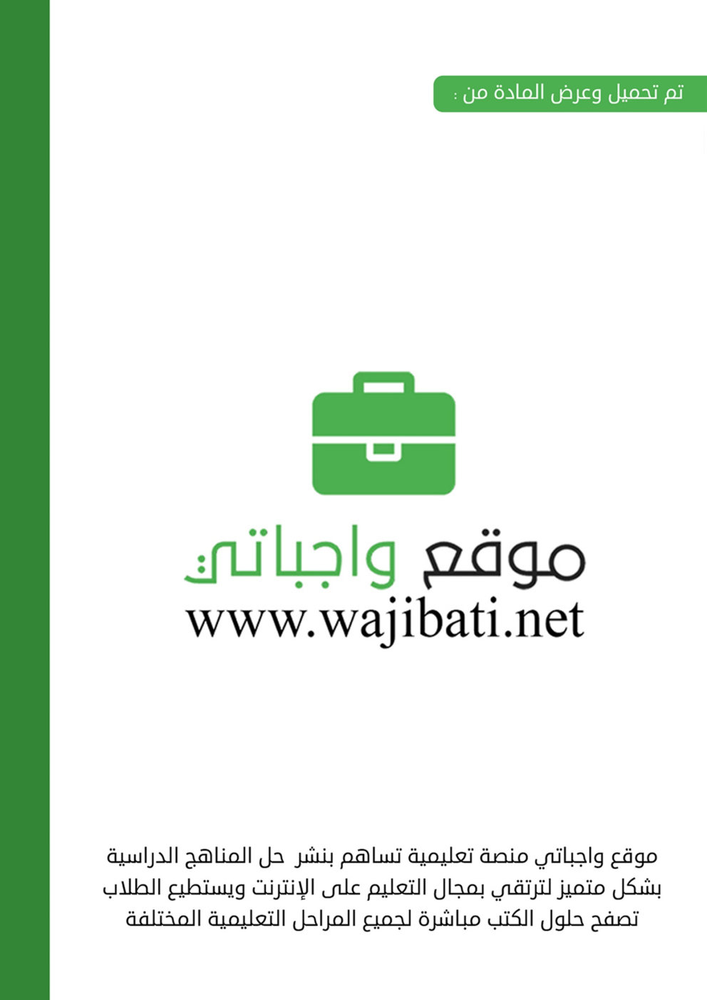 تم تحميل وعرض المادة من :
موقع واجباتي
www.wajibati.net
موقع واجباتي منصة تعليمية تساهم بنشر حل المناهج الدراسية
بشكل متميز لترتقي بمجال التعليم على الإنترنت ويستطيع الطلاب
تصفح حلول الكتب مباشرة لجميع المراحل التعليمية المختلفة